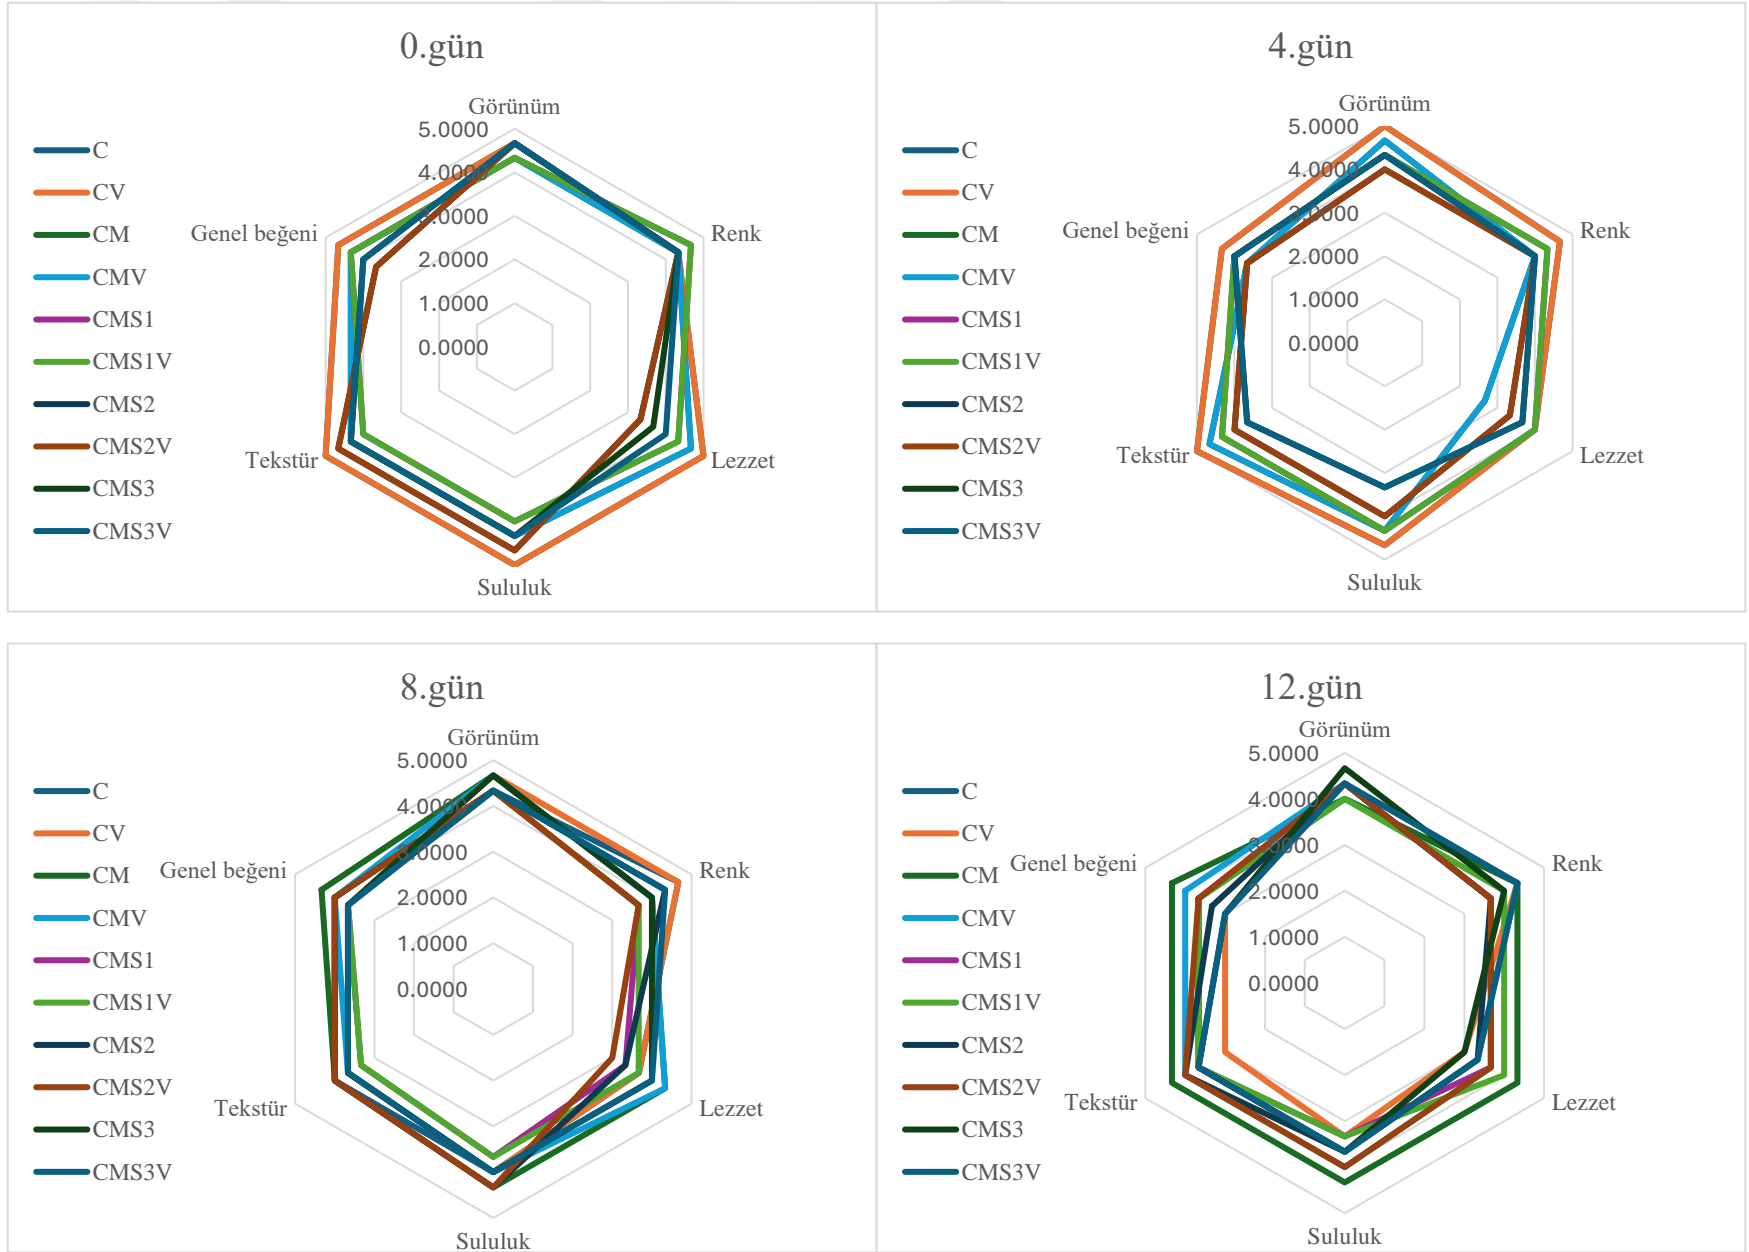 0.gün
Görünüm
Renk
Lezzet
Sululuk
Tekstür
Genel beğeni
5.0000
4.0000
3.0000
2.0000
1.0000
0.0000
C
CV
CM
CMV
CMS1
CMS1V
CMS2
CMS2V
CMS3
CMS3V
4.gün
Görünüm
Renk
Lezzet
Sululuk
Tekstür
Genel beğeni
5.0000
4.0000
3.0000
2.0000
1.0000
0.0000
C
CV
CM
CMV
CMS1
CMS1V
CMS2
CMS2V
CMS3
CMS3V
8.gün
Görünüm
Renk
Lezzet
Sululuk
Tekstür
Genel beğeni
5.0000
4.0000
3.0000
2.0000
1.0000
0.0000
C
CV
CM
CMV
CMS1
CMS1V
CMS2
CMS2V
CMS3
CMS3V
12.gün
Görünüm
Renk
Lezzet
Sululuk
Tekstür
Genel beğeni
5.0000
4.0000
3.0000
2.0000
1.0000
0.0000
C
CV
CM
CMV
CMS1
CMS1V
CMS2
CMS2V
CMS3
CMS3V